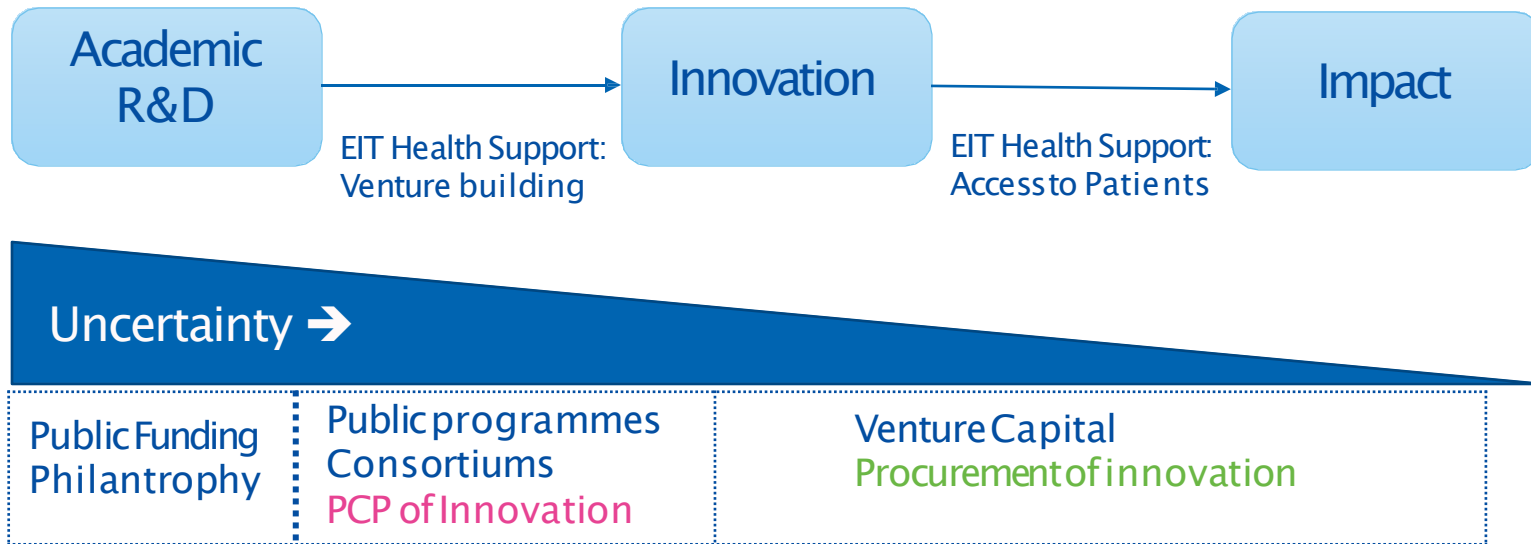 Academic
R&D
Innovation
Impact
EIT Health Support:
Venture building
EIT Health Support:
Access to Patients
Uncertainty ➔
Public Funding
Philantrophy
Public programmes
Consortiums
PCP of Innovation
Venture Capital
Procurement of innovation